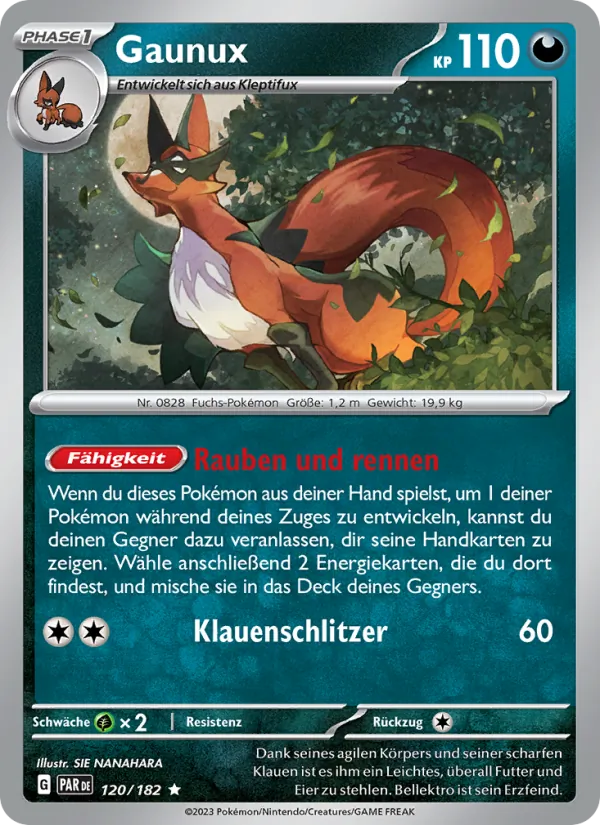 PHASE 1
Gaunux
KP 110
Entwickelt sich aus Kleptifux
Nr. 0828 Fuchs-Pokémon Größe: 1,2 m Gewicht: 19,9 kg
Fähigkeit Rauben und rennen
Wenn du dieses Pokémon aus deiner Hand spielst, um 1 deiner
Pokémon während deines Zuges zu entwickeln, kannst du
deinen Gegner dazu veranlassen, dir seine Handkarten zu
zeigen. Wähle anschließend 2 Energiekarten, die du dort
findest, und mische sie in das Deck deines Gegners.
Klauenschlitzer 60
Schwäche ×2 Resistenz Rückzug
Illustr. SIE NANAHARA
G PAR DE 120/182 ★
Dank seines agilen Körpers und seiner scharfen
Klauen ist es ihm ein Leichtes, überall Futter und
Eier zu stehlen. Bellektro ist sein Erzfeind.
©2023 Pokémon/Nintendo/Creatures/GAME FREAK